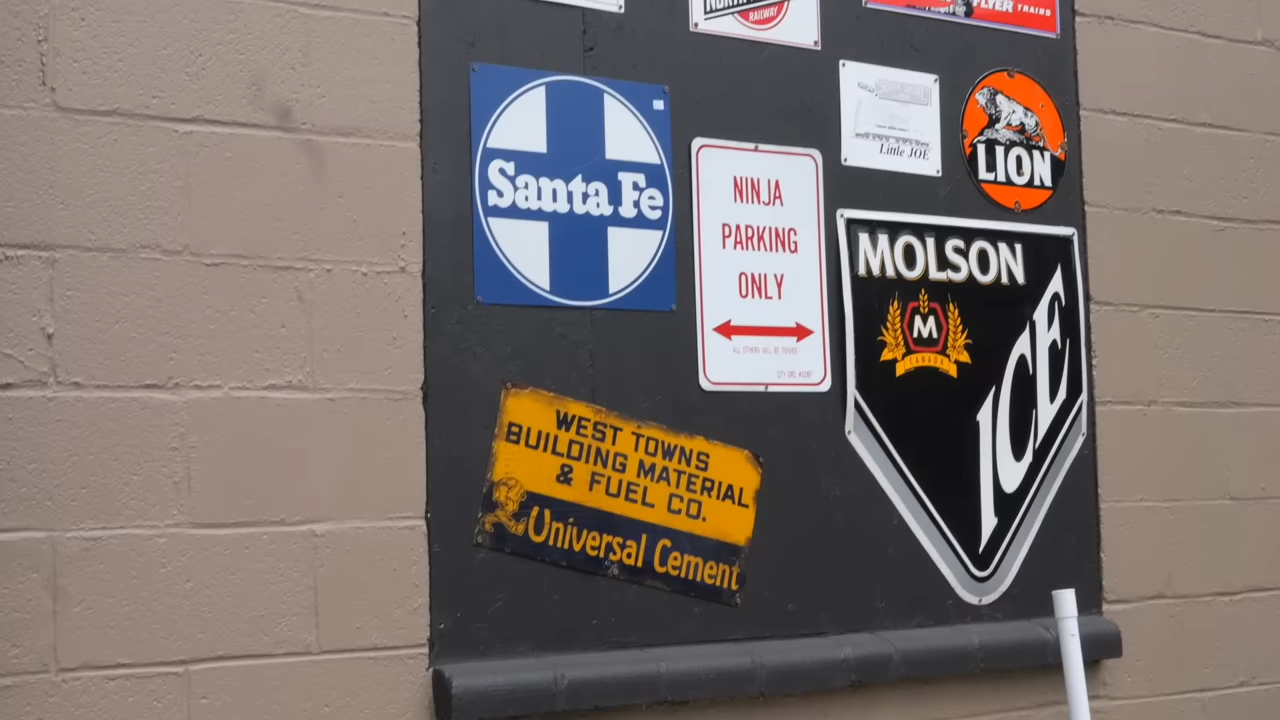 RAILWAY
FLYER TRAINS
Santa Fe
NINJA
PARKING
ONLY
ALL OTHERS WILL BE TOWED
Little JOE
LION
MOLSON
M
CANADA
ICE
WEST TOWNS
BUILDING MATERIAL
& FUEL CO.
Universal Cement